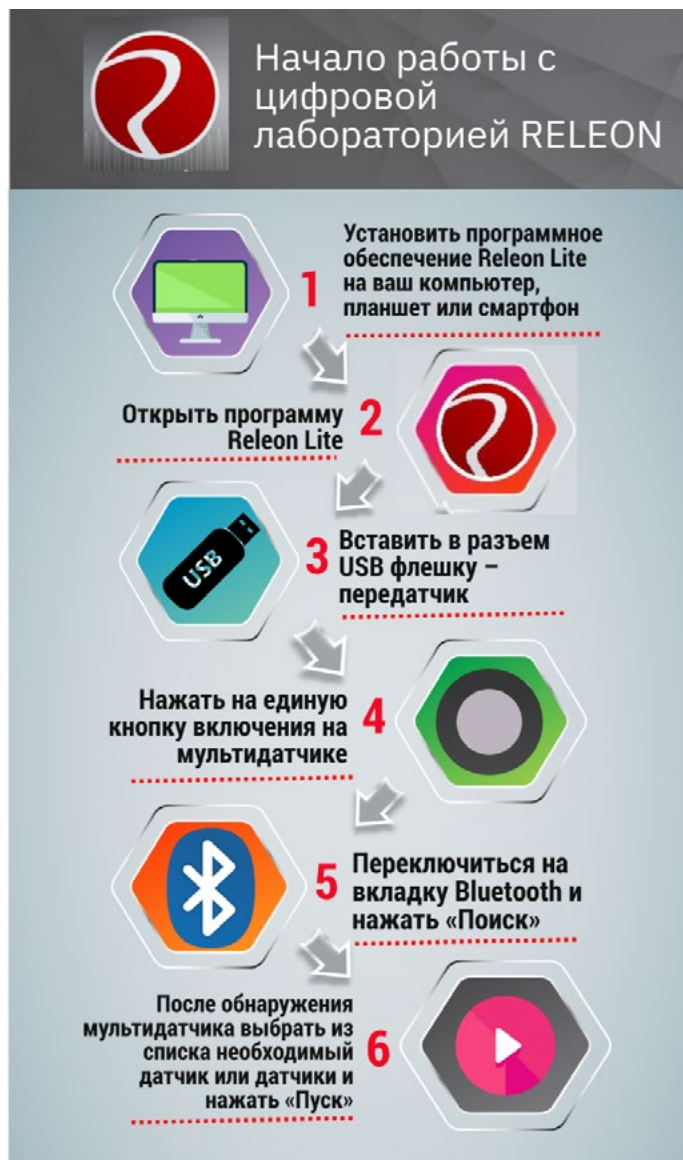 Начало работы с
цифровой
лабораторией RELEON
1
Установить программное
обеспечение Releon Lite
на ваш компьютер,
планшет или смартфон
Открыть программу
Releon Lite
2
USB
3
Вставить в разъем
USB флешку –
передатчик
Нажать на единую
кнопку включения на
мультидатчике
4
5
Переключиться на
вкладку Bluetooth и
нажать «Поиск»
После обнаружения
мультидатчика выбрать из
списка необходимый
датчик или датчики и
нажать «Пуск»
6